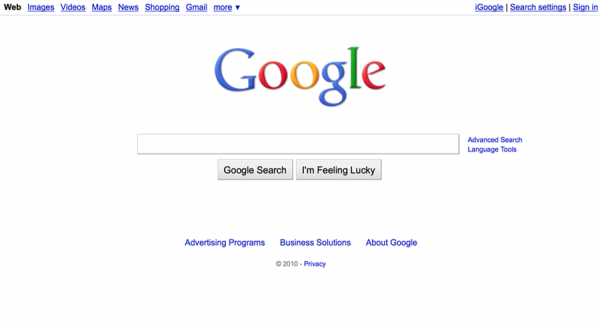 Web Images Videos Maps News Shopping Gmail more ▼ iGoogle | Search settings | Sign in
Google
Advanced Search
Language Tools
Google Search I'm Feeling Lucky
Advertising Programs Business Solutions About Google
© 2010 - Privacy